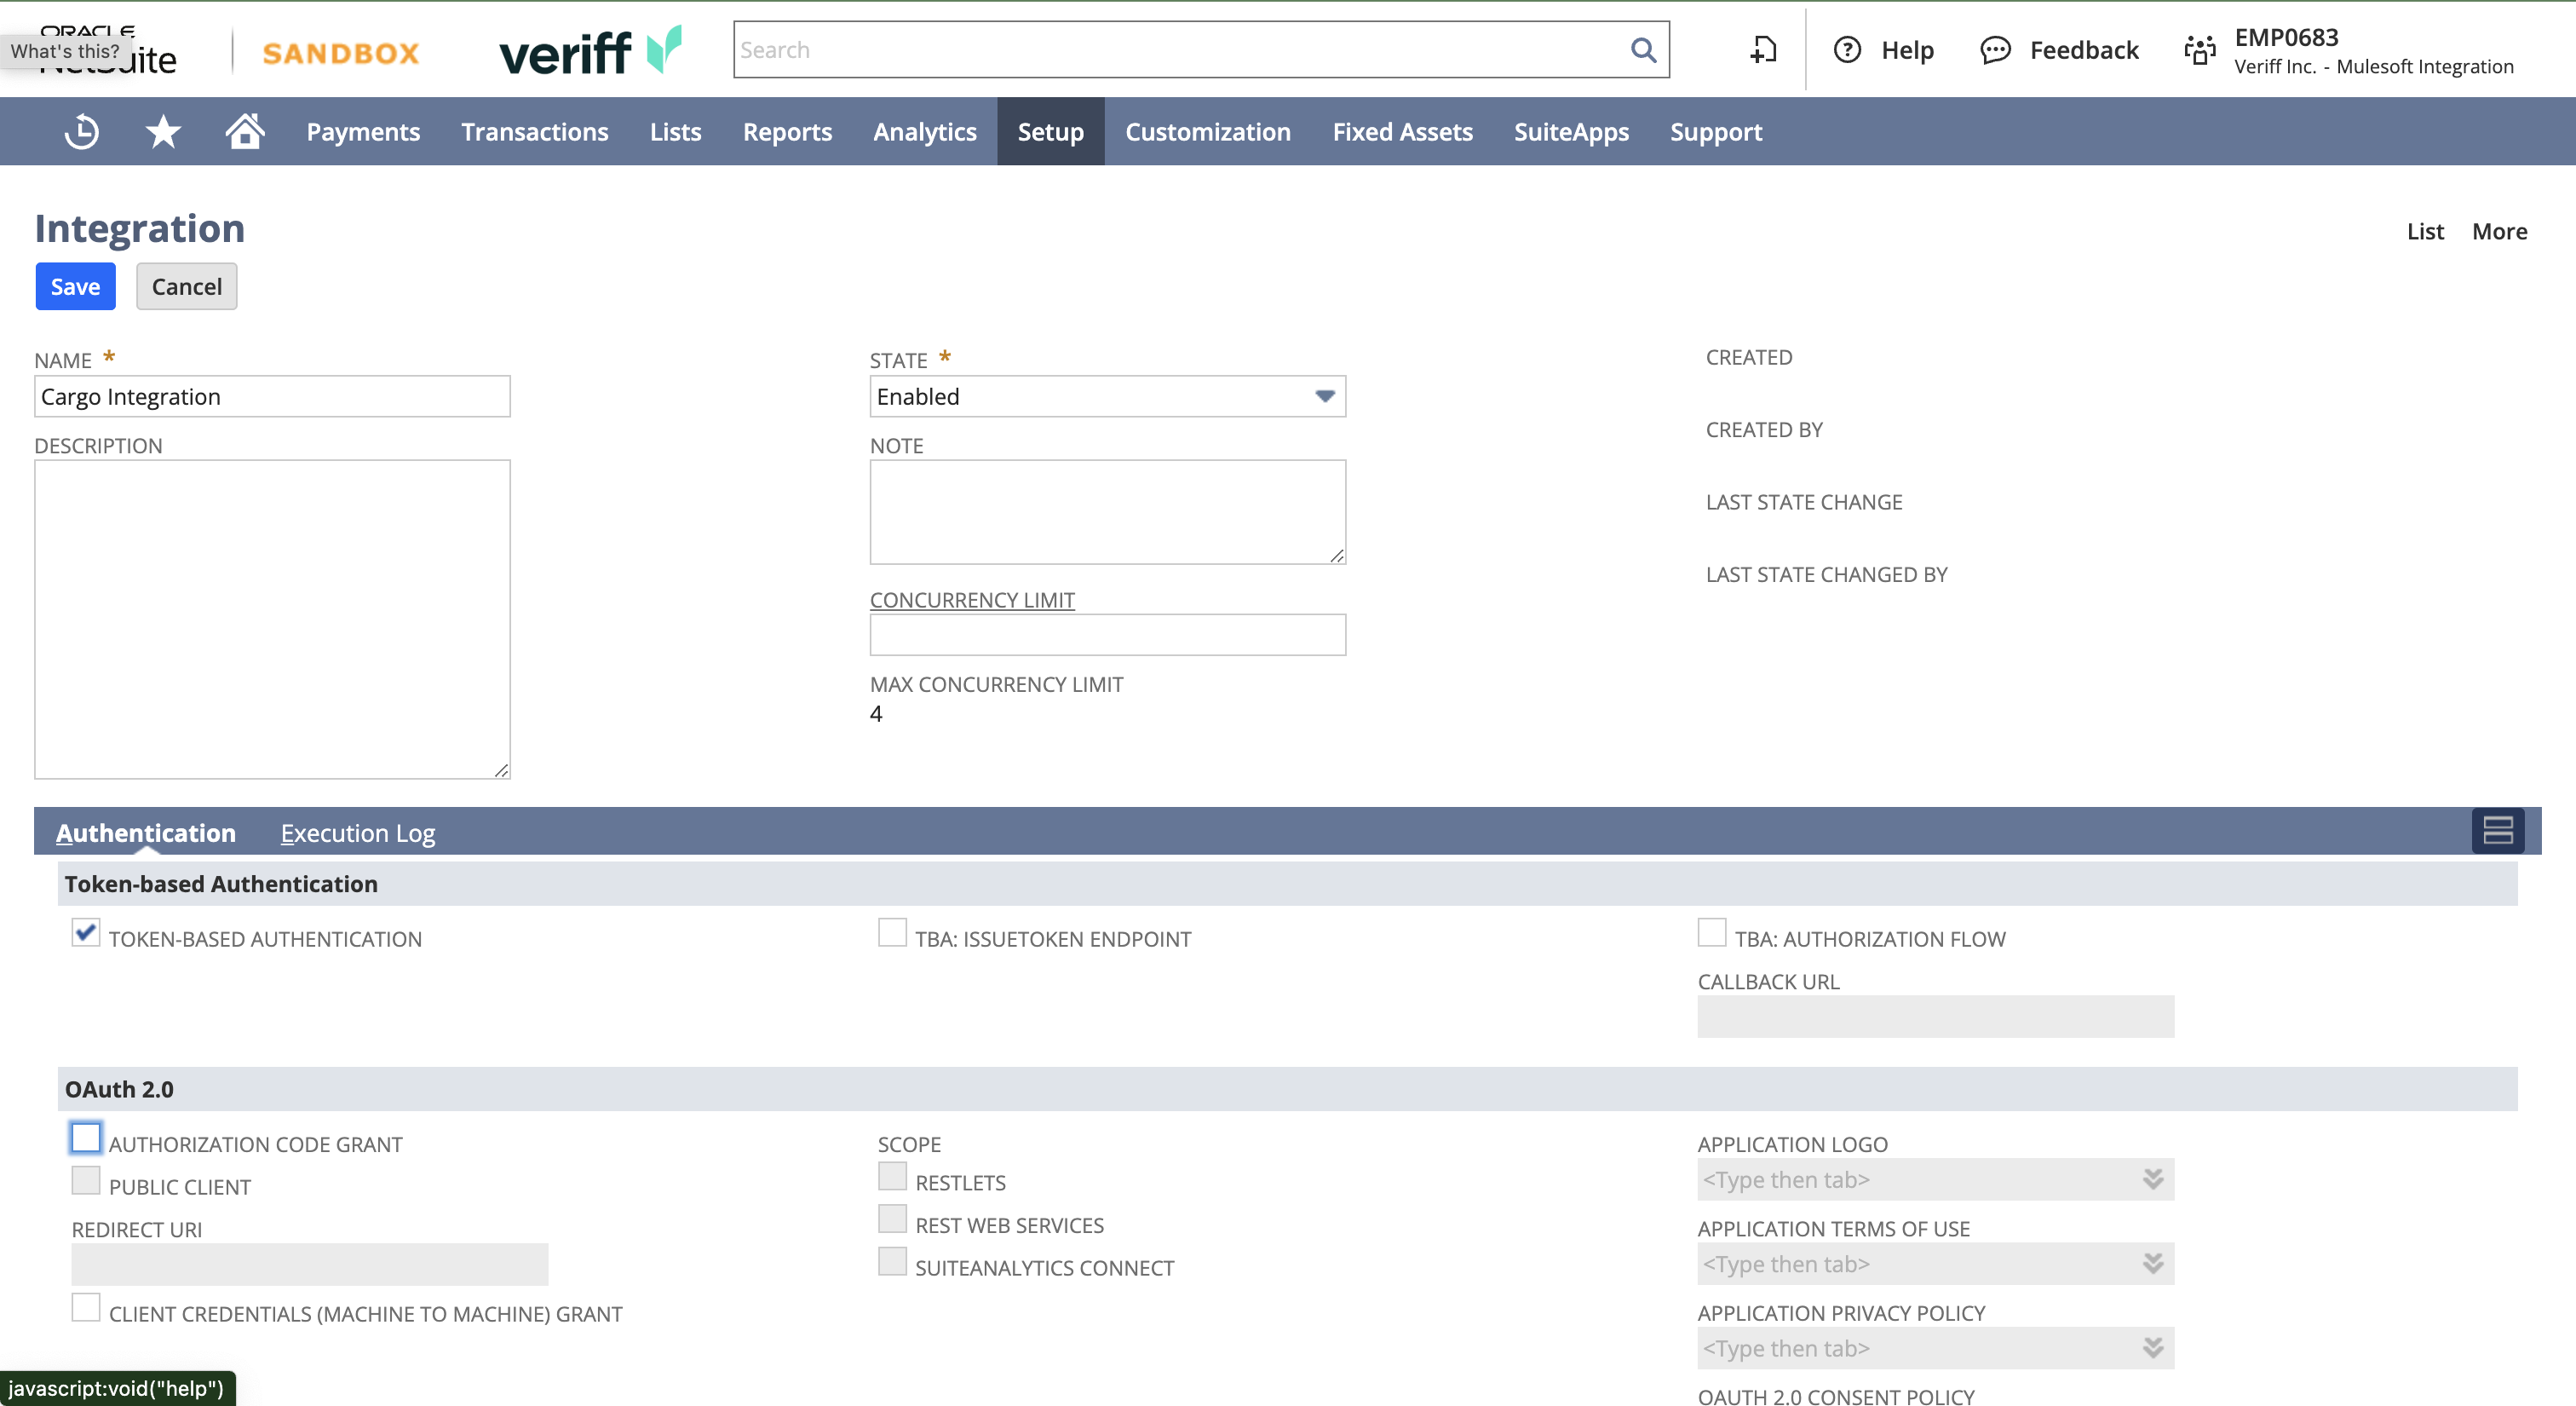 ORACLE
NetSuite
What's this?
SANDBOX
veriff
Search
Help
Feedback
EMP0683
Veriff Inc. - Mulesoft Integration
Payments
Transactions
Lists
Reports
Analytics
Setup
Customization
Fixed Assets
SuiteApps
Support
Integration
List
More
Save
Cancel
NAME *
Cargo Integration
DESCRIPTION
STATE *
Enabled
NOTE
CONCURRENCY LIMIT
MAX CONCURRENCY LIMIT
4
CREATED
CREATED BY
LAST STATE CHANGE
LAST STATE CHANGED BY
Authentication
Execution Log
Token-based Authentication
TOKEN-BASED AUTHENTICATION
TBA: ISSUETOKEN ENDPOINT
TBA: AUTHORIZATION FLOW
CALLBACK URL
OAuth 2.0
AUTHORIZATION CODE GRANT
PUBLIC CLIENT
REDIRECT URI
CLIENT CREDENTIALS (MACHINE TO MACHINE) GRANT
SCOPE
RESTLETS
REST WEB SERVICES
SUITEANALYTICS CONNECT
APPLICATION LOGO
<Type then tab>
APPLICATION TERMS OF USE
<Type then tab>
APPLICATION PRIVACY POLICY
<Type then tab>
OAUTH 2.0 CONSENT POLICY
javascript:void("help")